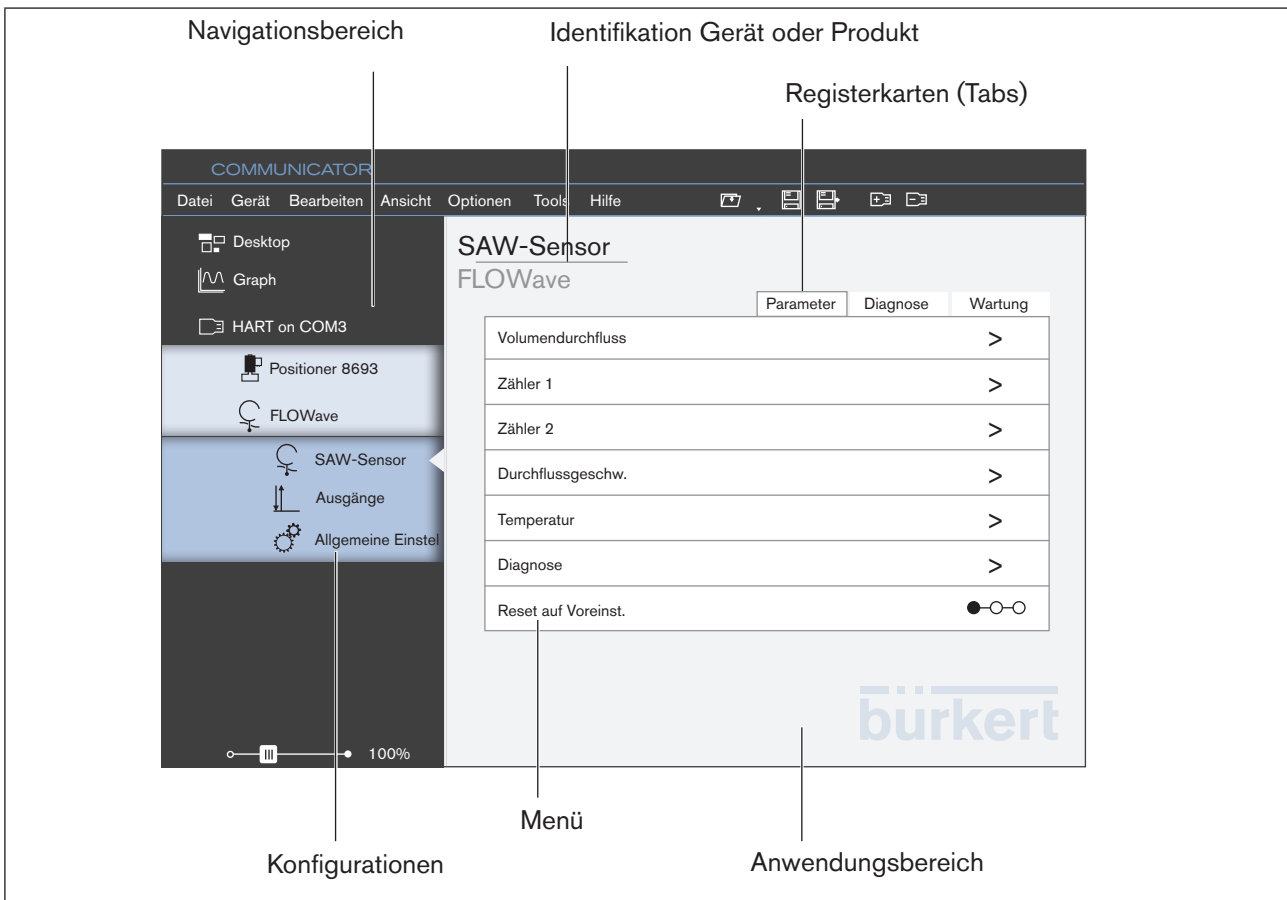 Navigationsbereich
Identifikation Gerät oder Produkt
Registerkarten (Tabs)
COMMUNICATOR
Datei Gerät Bearbeiten Ansicht Optionen Tools Hilfe
Desktop
Graph
HART on COM3
Positioner 8693
FLOWave
SAW-Sensor
Ausgänge
Allgemeine Einstel
100%
SAW-Sensor
FLOWave
Parameter Diagnose Wartung
Volumendurchfluss >
Zähler 1 >
Zähler 2 >
Durchflussgeschw. >
Temperatur >
Diagnose >
Reset auf Voreinst.
bürkert
Menü
Konfigurationen
Anwendungsbereich